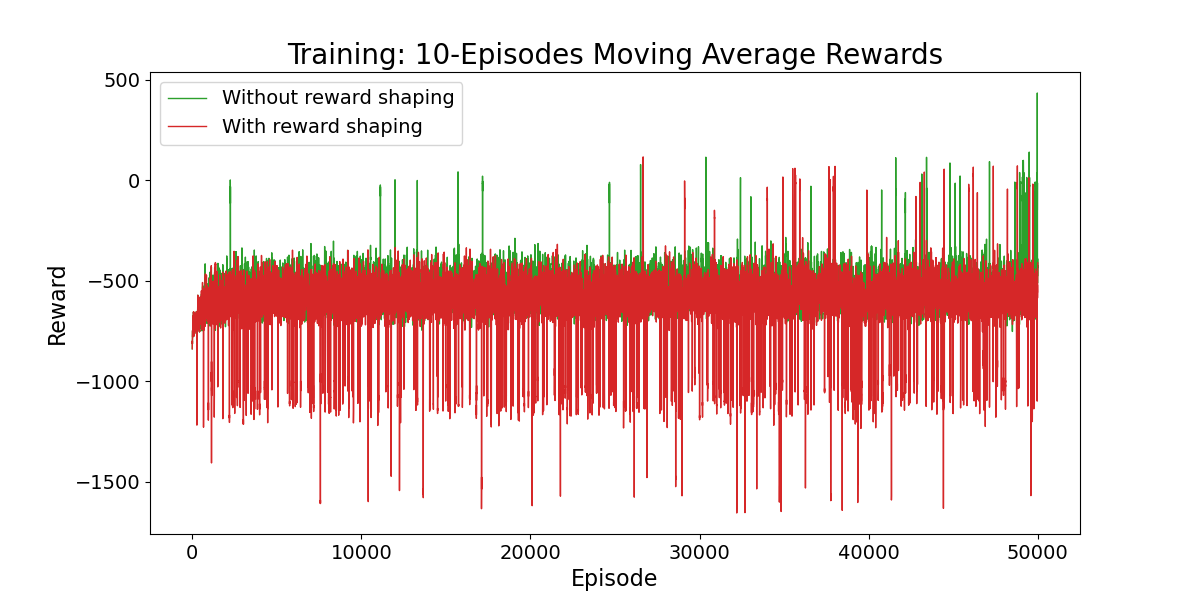 Training: 10-Episodes Moving Average Rewards
Without reward shaping
With reward shaping
500
0
−500
−1000
−1500
Reward
0 10000 20000 30000 40000 50000
Episode